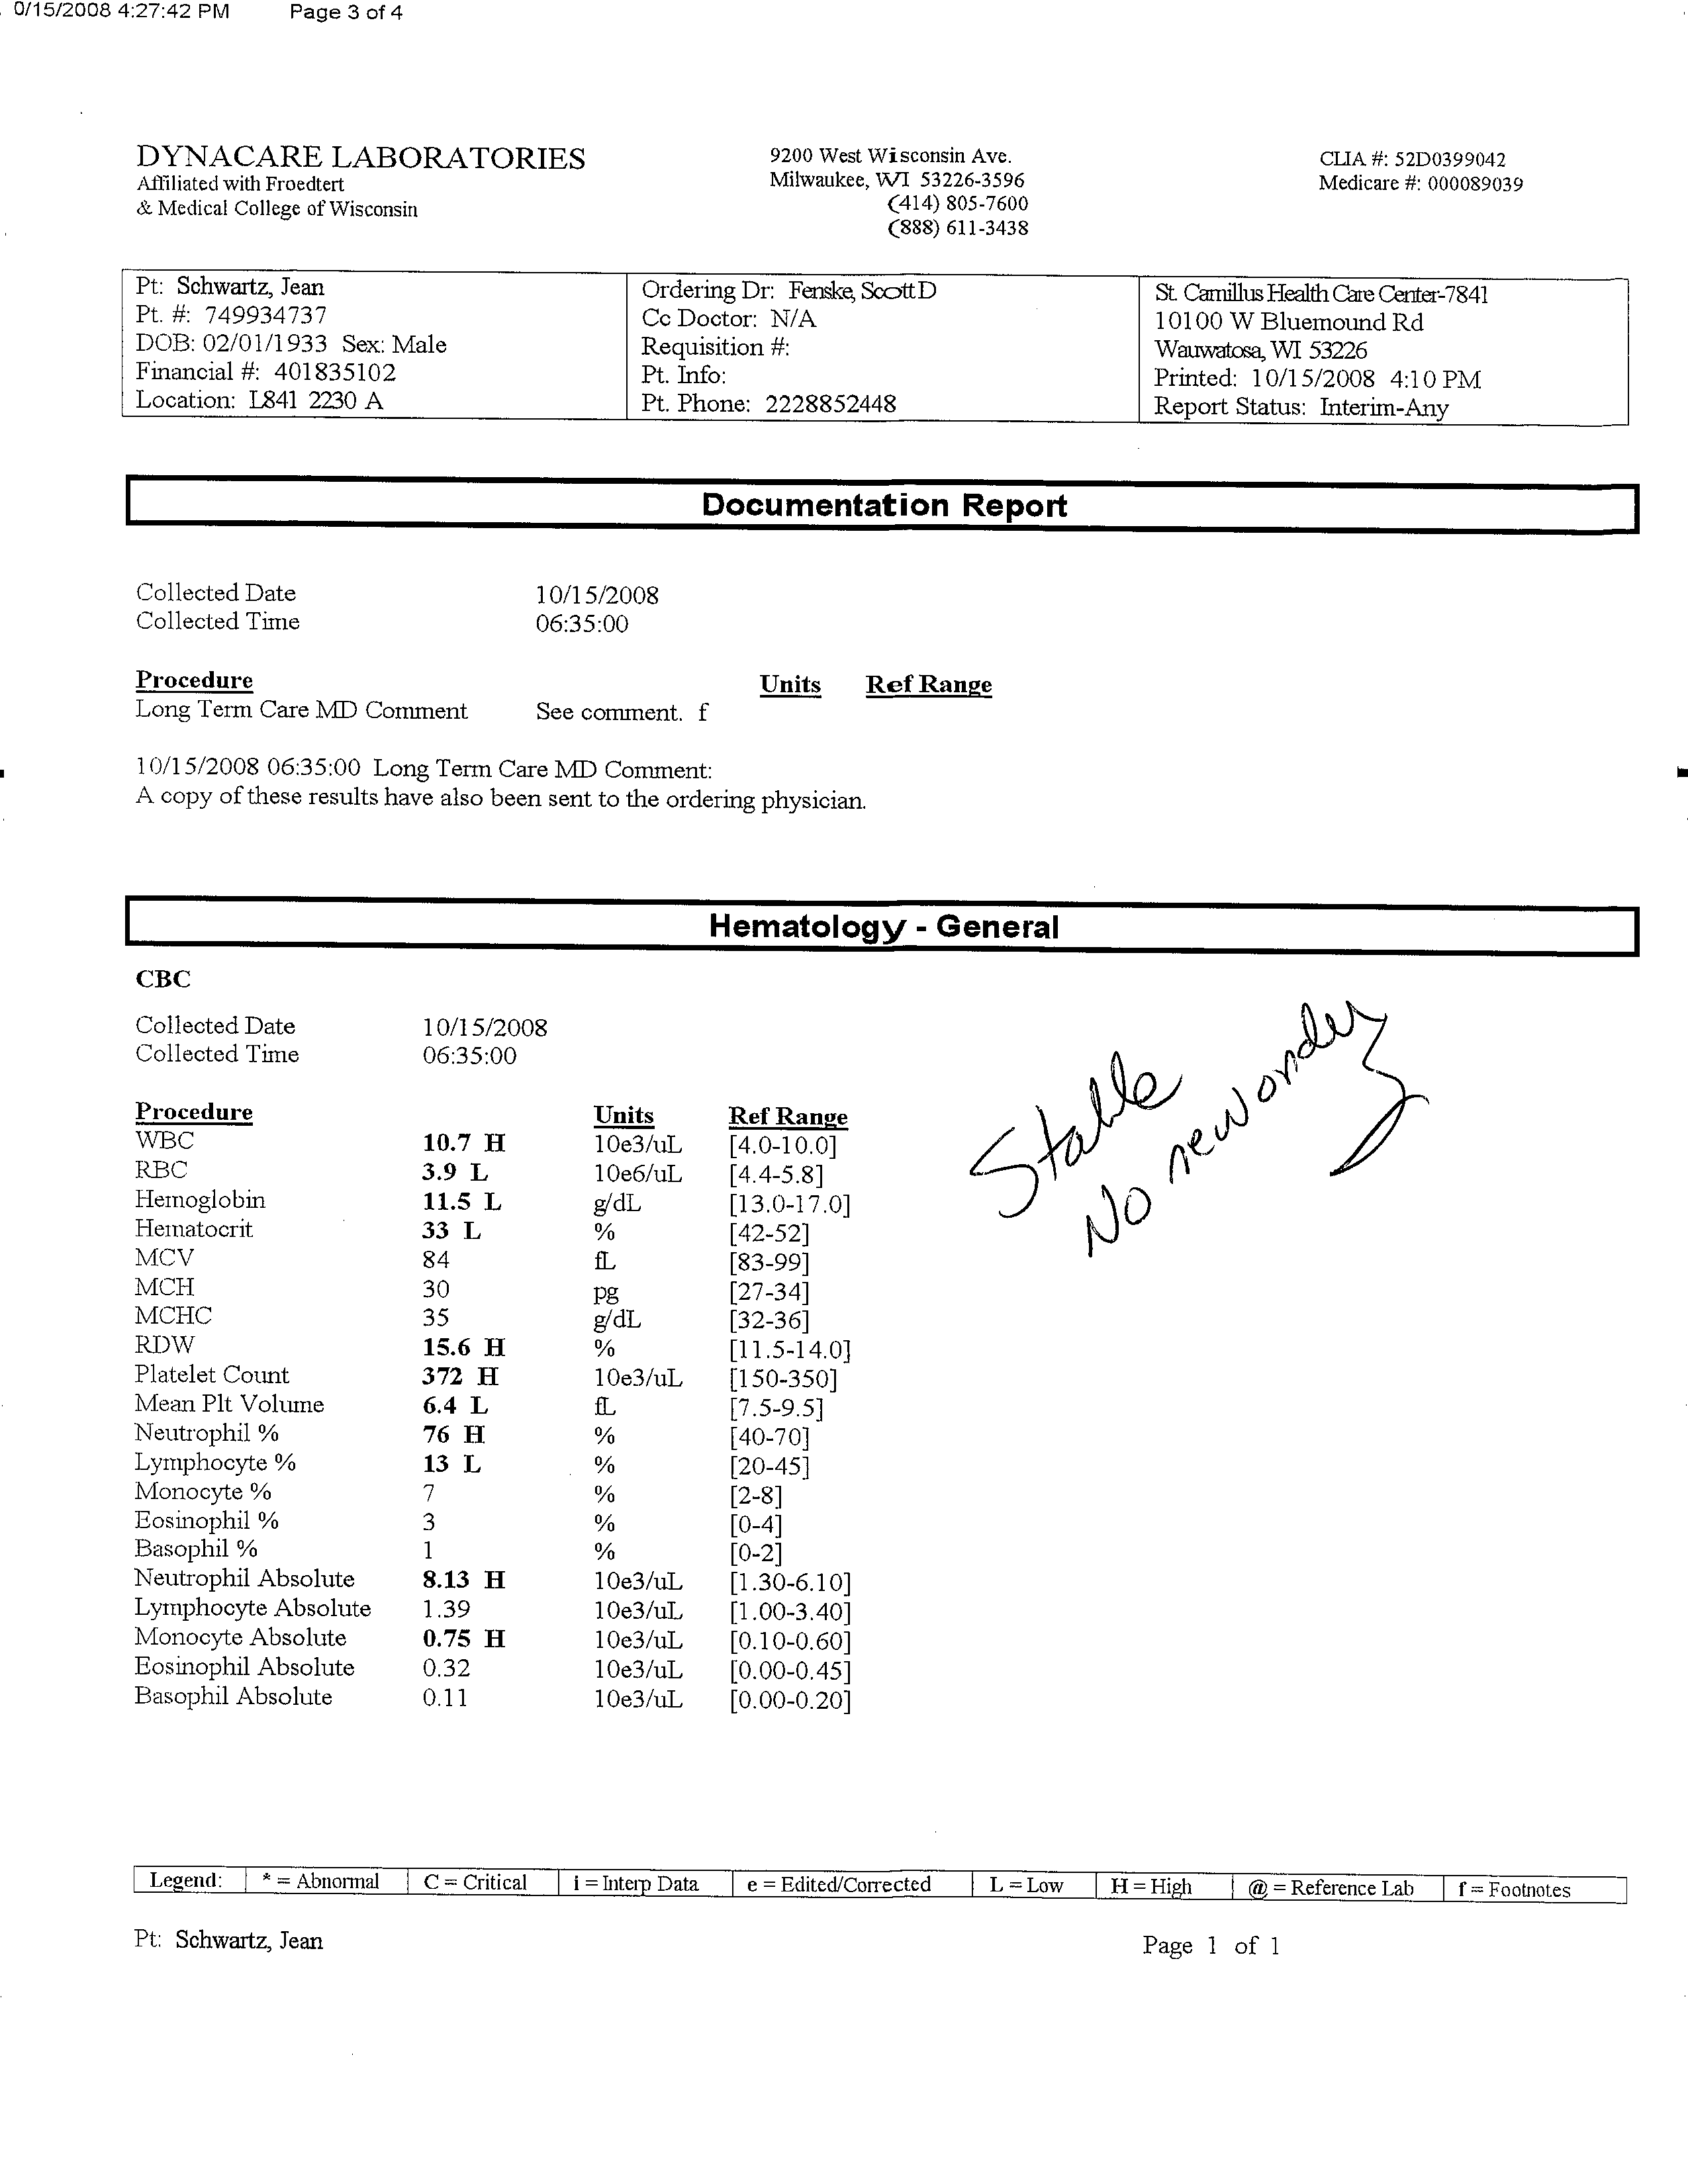 0/15/2008 4:27:42 PM Page 3 of 4
DYNACARE LABORATORIES
Affiliated with Froedtert
& Medical College of Wisconsin
9200 West Wisconsin Ave.
Milwaukee, WI 53226-3596
(414) 805-7600
(888) 611-3438
CLIA #: 52D0399042
Medicare #: 000089039
Pt: Schwartz, Jean
Pt. #: 749934737
DOB: 02/01/1933 Sex: Male
Financial #: 401835102
Location: L841 2230 A
Ordering Dr: Fenske, Scott D
Cc Doctor: N/A
Requisition #:
Pt. Info:
Pt. Phone: 2228852448
St. Camillus Health Care Center-7841
10100 W Bluemound Rd
Wauwatosa, WI 53226
Printed: 10/15/2008 4:10 PM
Report Status: Interim-Any
Documentation Report
Collected Date 10/15/2008
Collected Time 06:35:00
Procedure Units Ref Range
Long Term Care MD Comment See comment. f
10/15/2008 06:35:00 Long Term Care MD Comment:
A copy of these results have also been sent to the ordering physician.
Hematology - General
CBC
Collected Date 10/15/2008
Collected Time 06:35:00
Procedure Units Ref Range
WBC 10.7 H 10e3/uL [4.0-10.0]
RBC 3.9 L 10e6/uL [4.4-5.8]
Hemoglobin 11.5 L g/dL [13.0-17.0]
Hematocrit 33 L % [42-52]
MCV 84 fL [83-99]
MCH 30 pg [27-34]
MCHC 35 g/dL [32-36]
RDW 15.6 H % [11.5-14.0]
Platelet Count 372 H 10e3/uL [150-350]
Mean Plt Volume 6.4 L fL [7.5-9.5]
Neutrophil % 76 H % [40-70]
Lymphocyte % 13 L % [20-45]
Monocyte % 7 % [2-8]
Eosinophil % 3 % [0-4]
Basophil % 1 % [0-2]
Neutrophil Absolute 8.13 H 10e3/uL [1.30-6.10]
Lymphocyte Absolute 1.39 10e3/uL [1.00-3.40]
Monocyte Absolute 0.75 H 10e3/uL [0.10-0.60]
Eosinophil Absolute 0.32 10e3/uL [0.00-0.45]
Basophil Absolute 0.11 10e3/uL [0.00-0.20]
Stable
No new orders
Legend: * = Abnormal C = Critical i = Interp Data e = Edited/Corrected L = Low H = High @ = Reference Lab f = Footnotes
Pt: Schwartz, Jean
Page 1 of 1